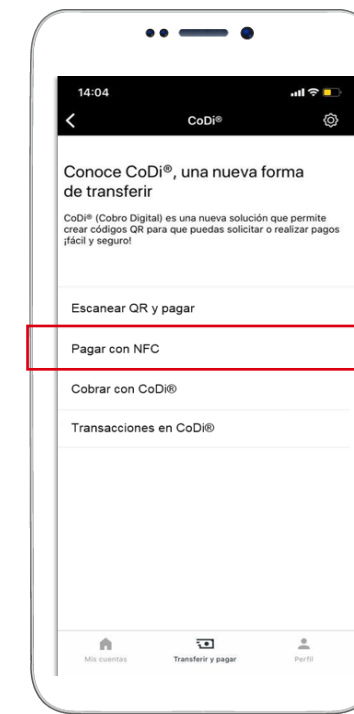 14:04
CoDi®
Conoce CoDi®, una nueva forma
de transferir
CoDi® (Cobro Digital) es una nueva solución que permite
crear códigos QR para que puedas solicitar o realizar pagos
¡fácil y seguro!
Escanear QR y pagar
Pagar con NFC
Cobrar con CoDi®
Transacciones en CoDi®
Mis cuentas
Transferir y pagar
Perfil